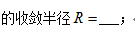 的收敛半径 R = ___；